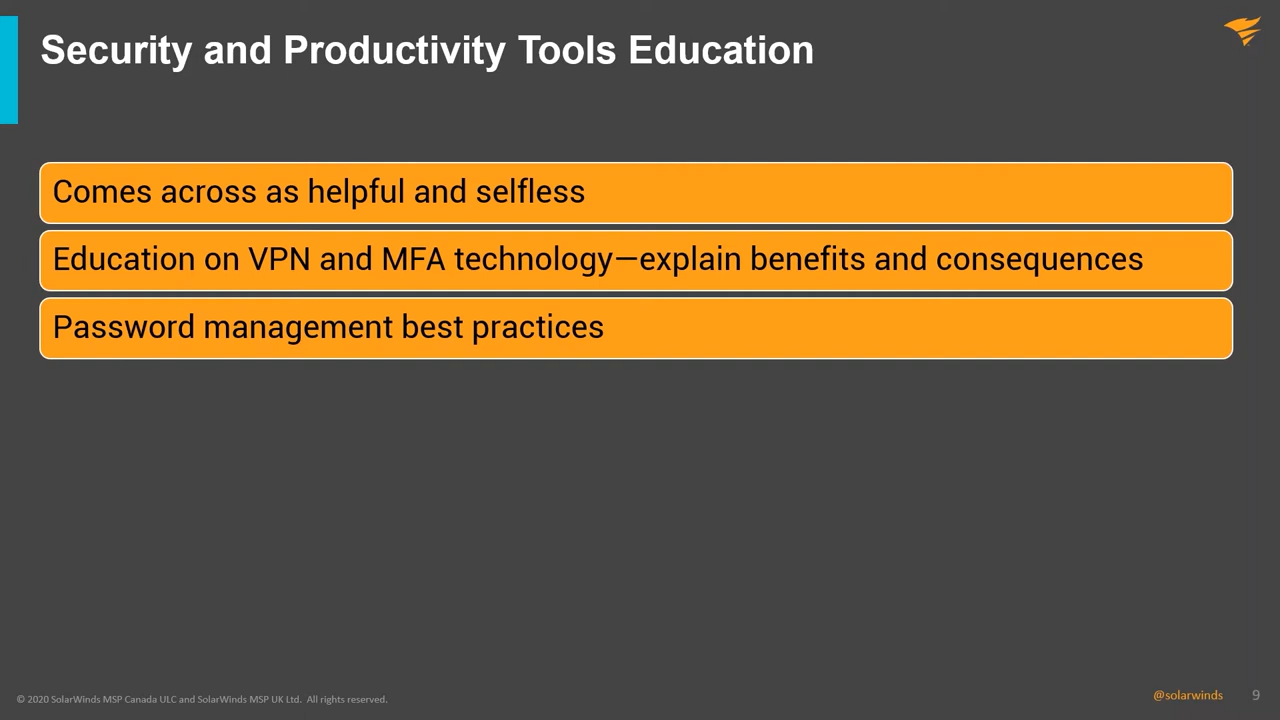 Security and Productivity Tools Education
Comes across as helpful and selfless
Education on VPN and MFA technology—explain benefits and consequences
Password management best practices
© 2020 SolarWinds MSP Canada ULC and SolarWinds MSP UK Ltd. All rights reserved.
@solarwinds
9